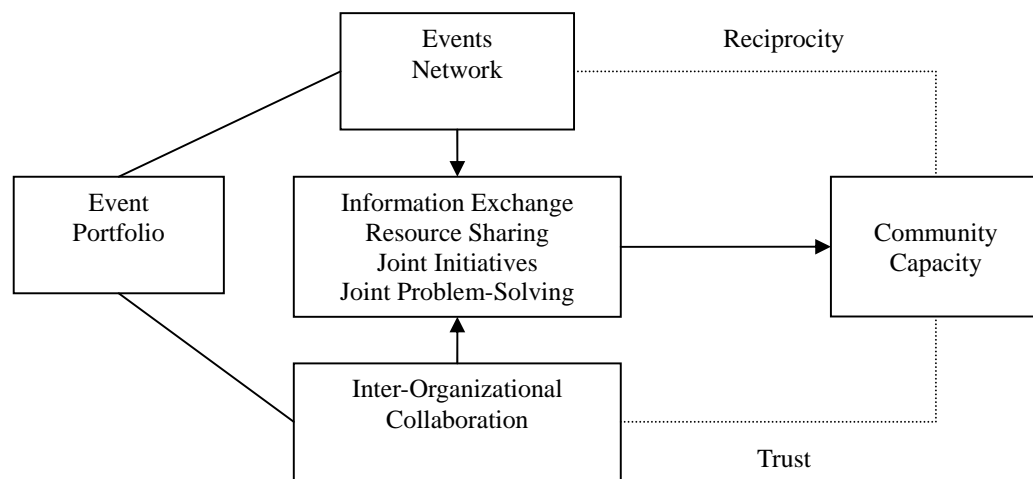 Events
Network
Reciprocity
Event
Portfolio
Information Exchange
Resource Sharing
Joint Initiatives
Joint Problem-Solving
Community
Capacity
Inter-Organizational
Collaboration
Trust